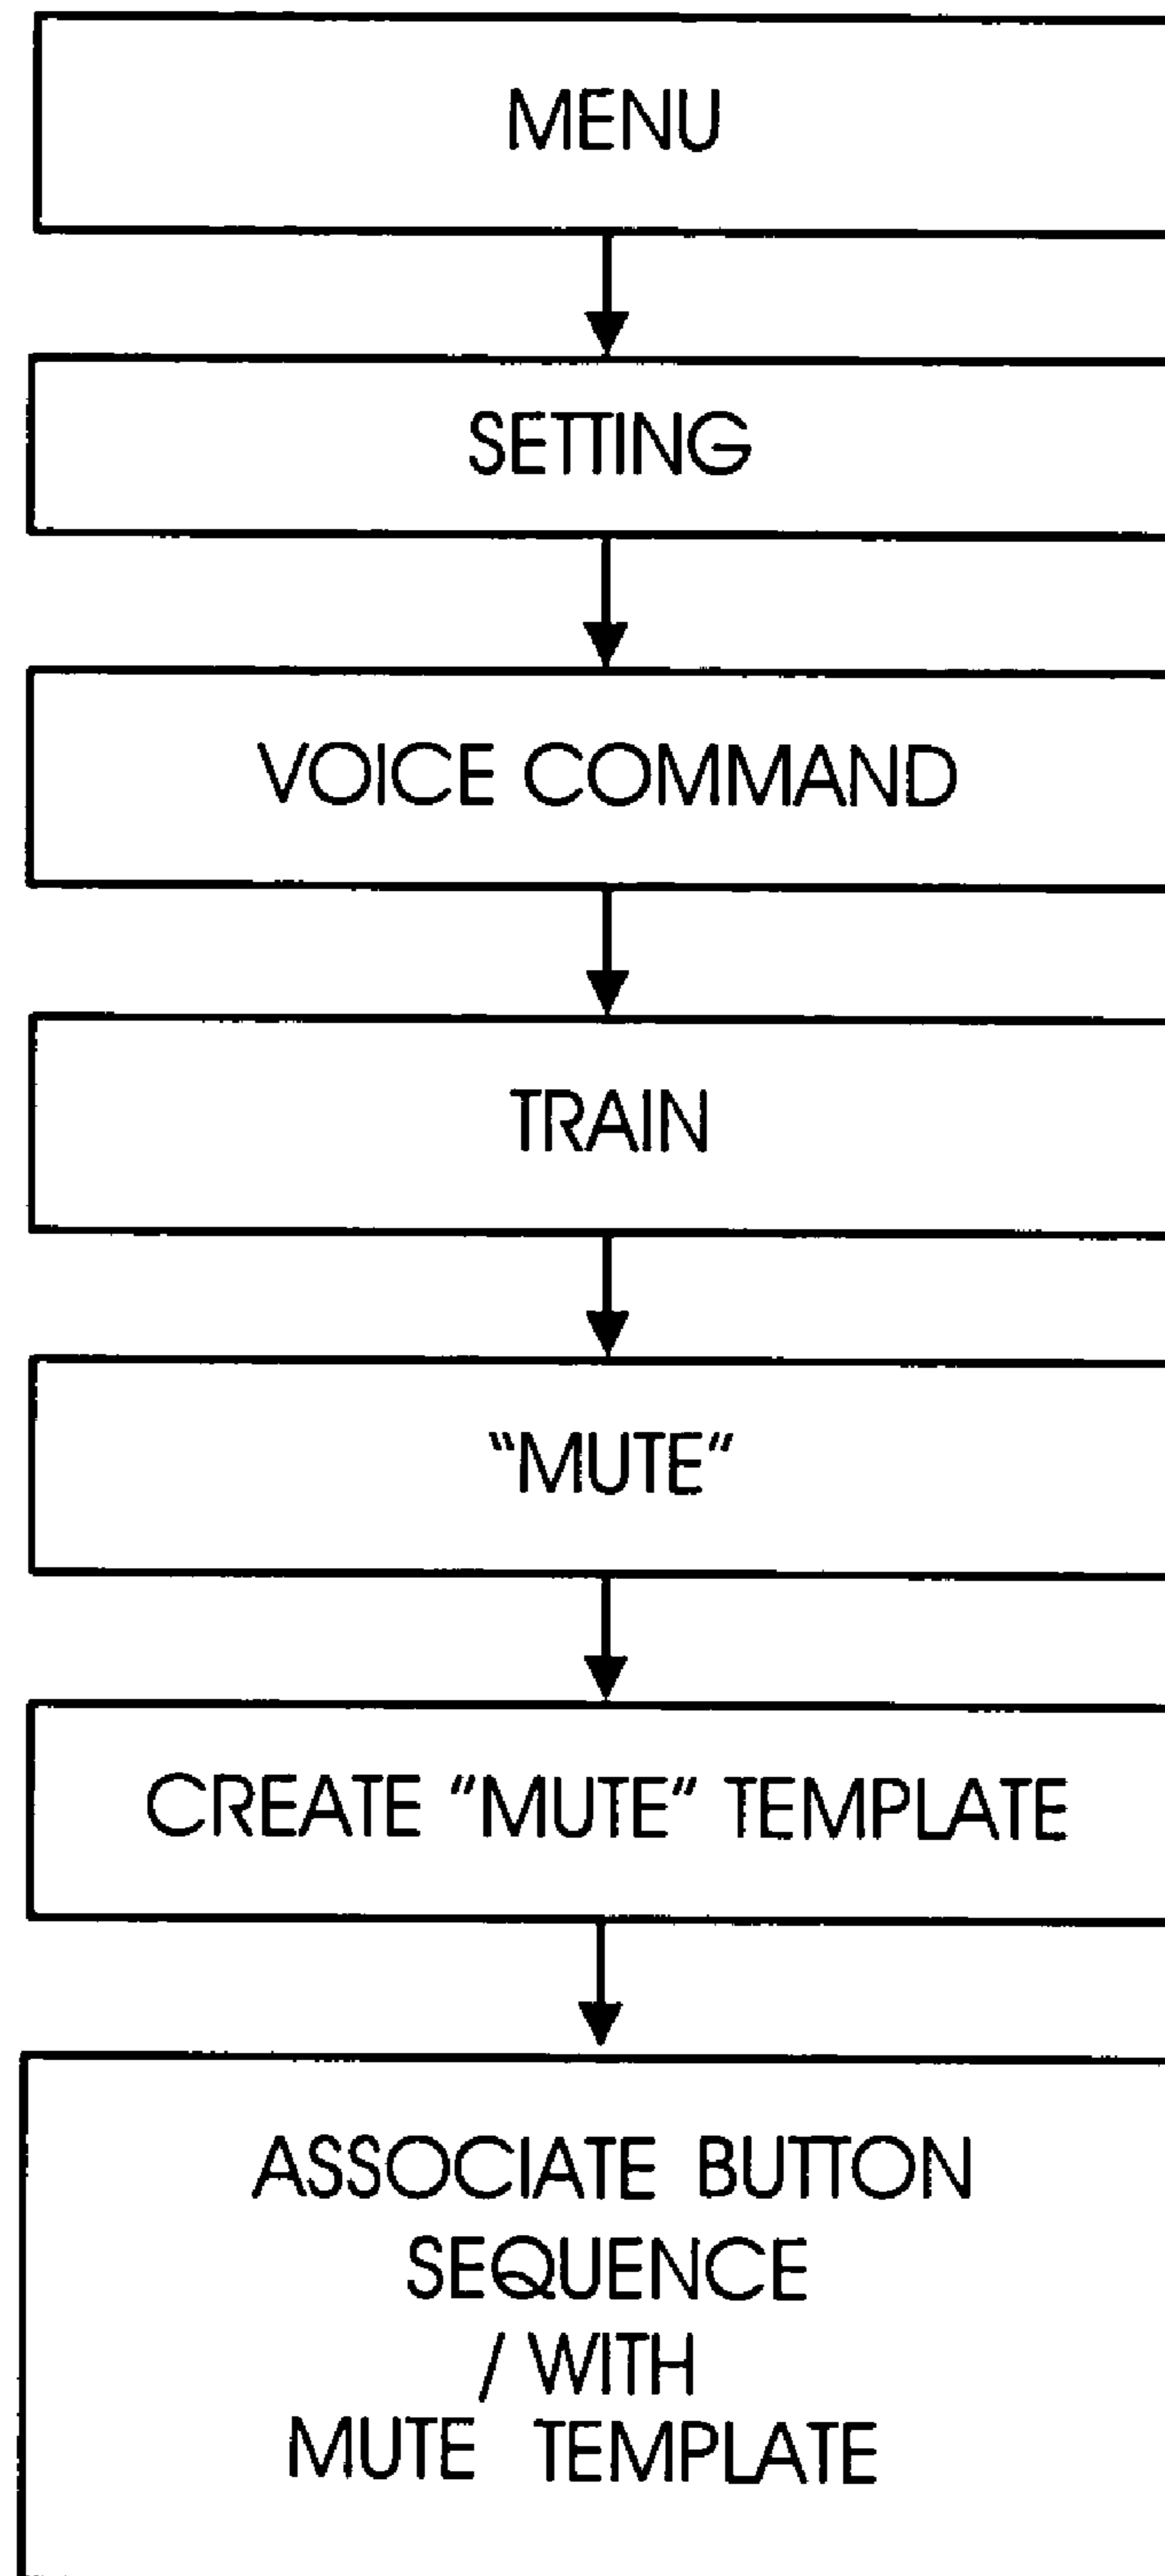 MENU
SETTING
VOICE COMMAND
TRAIN
“MUTE”
CREATE “MUTE” TEMPLATE
ASSOCIATE BUTTON
SEQUENCE
/ WITH
MUTE TEMPLATE